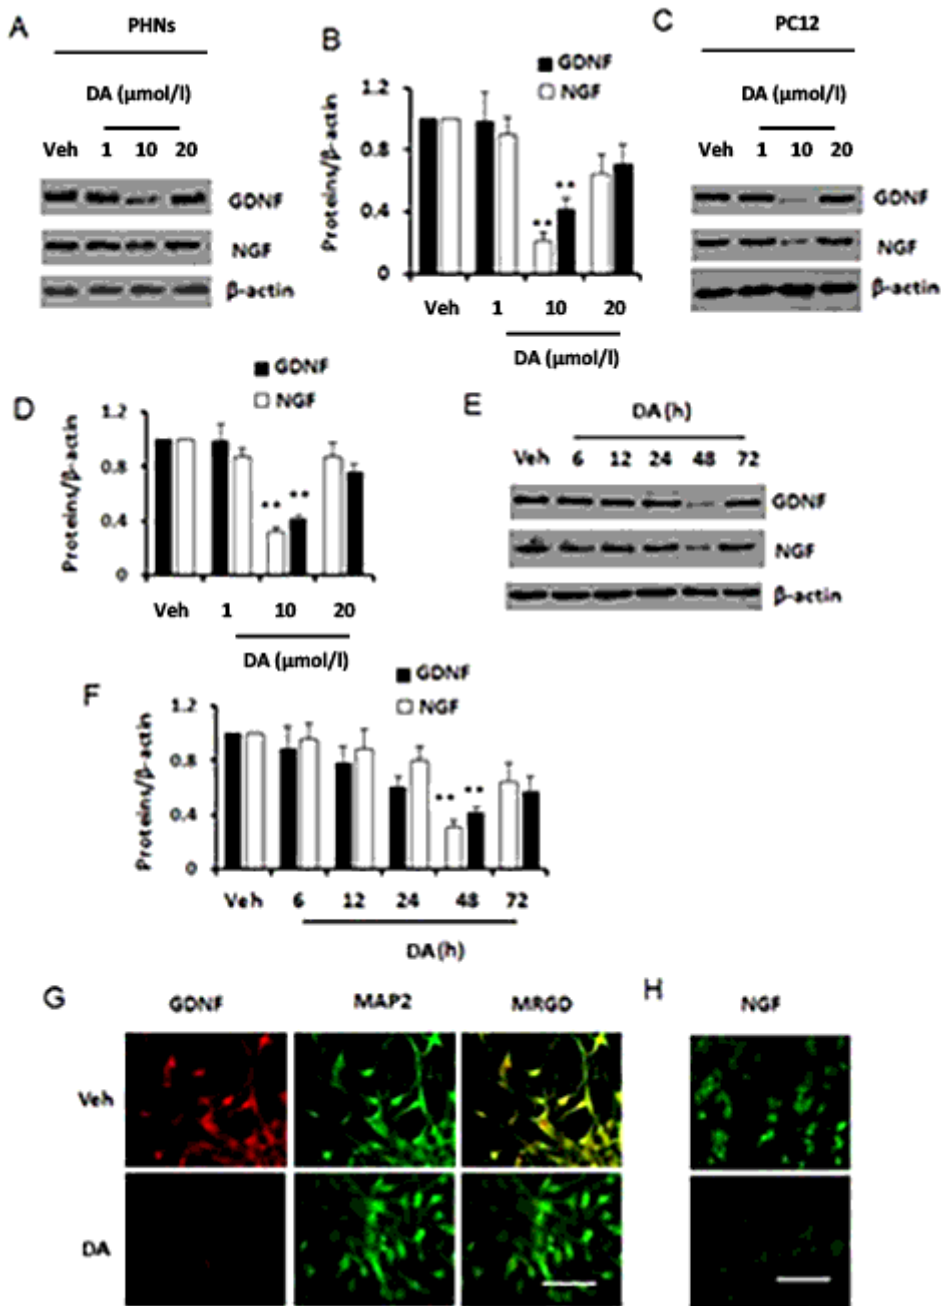 A
PHNs
DA (μmol/l)
Veh 1 10 20
GDNF
NGF
β-actin
B
GDNF
NGF
Proteins/β-actin
1.2
0.8
0.4
0
** **
Veh 1 10 20
DA (μmol/l)
C
PC12
DA (μmol/l)
Veh 1 10 20
GDNF
NGF
β-actin
D
GDNF
NGF
Proteins/β-actin
1.2
0.8
0.4
0
** **
Veh 1 10 20
DA (μmol/l)
E
DA (h)
Veh 6 12 24 48 72
GDNF
NGF
β-actin
F
GDNF
NGF
Proteins/β-actin
1.2
0.8
0.4
0
** **
Veh 6 12 24 48 72
DA (h)
G
GDNF MAP2 MRGD
Veh
DA
H
NGF